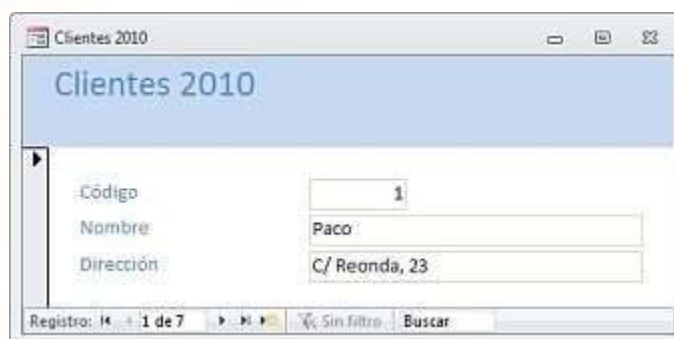 Clientes 2010
Clientes 2010
Código 1
Nombre Paco
Dirección C/ Reonda, 23
Registro: 1 de 7 Sin filtro Buscar